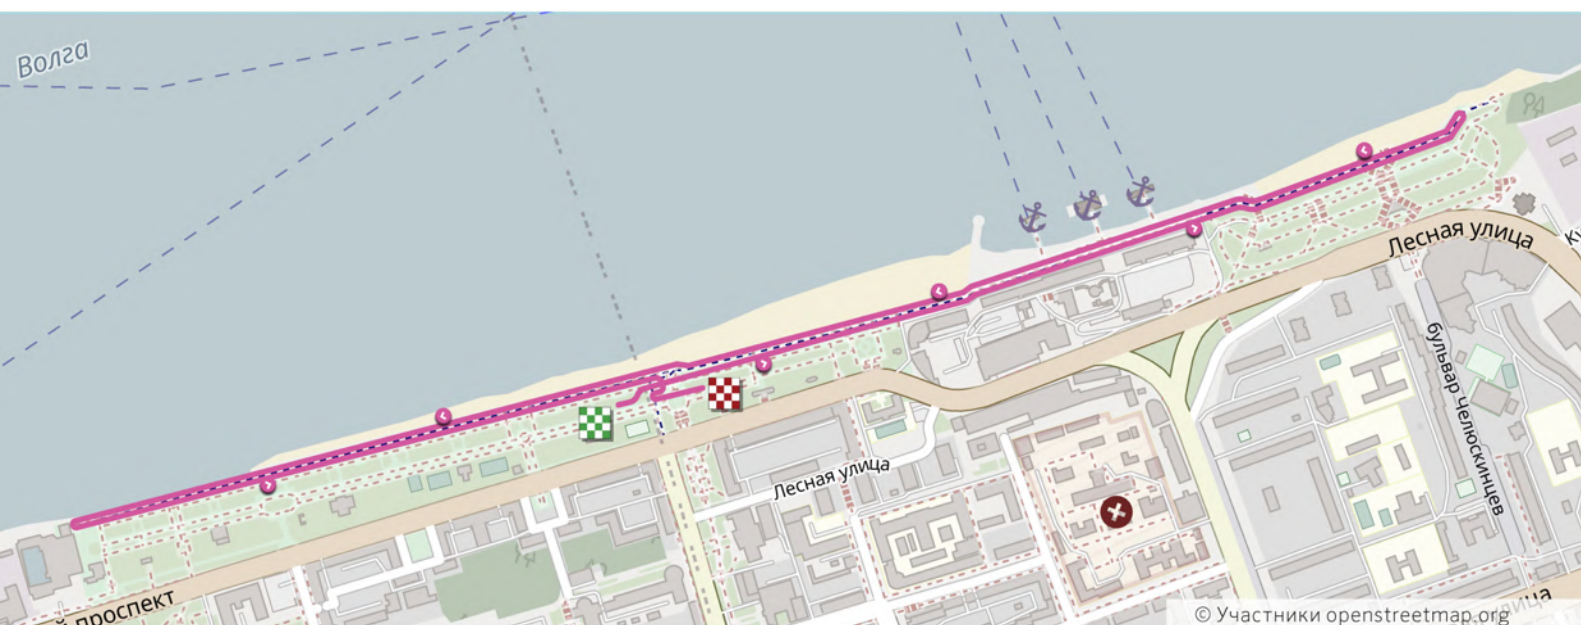 Волга
Лесная улица
Лесная улица
бульвар Челюскинцев
проспект
© Участники openstreetmap.org